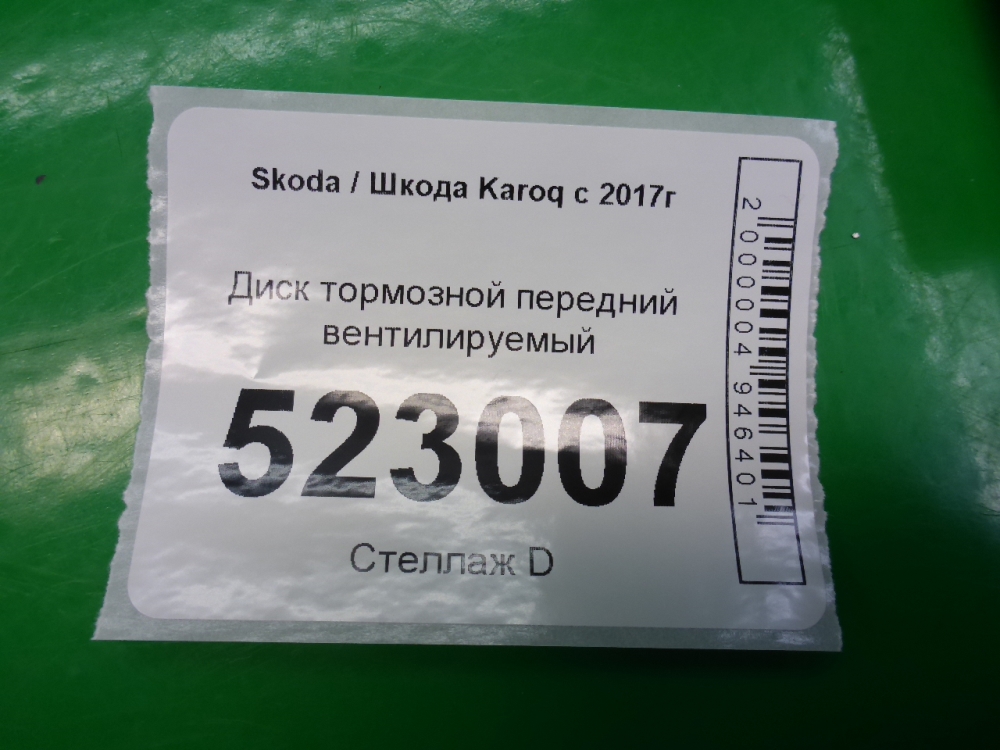 Skoda / Шкода Karoq с 2017г
Диск тормозной передний
вентилируемый
523007
Стеллаж D
2000004946401